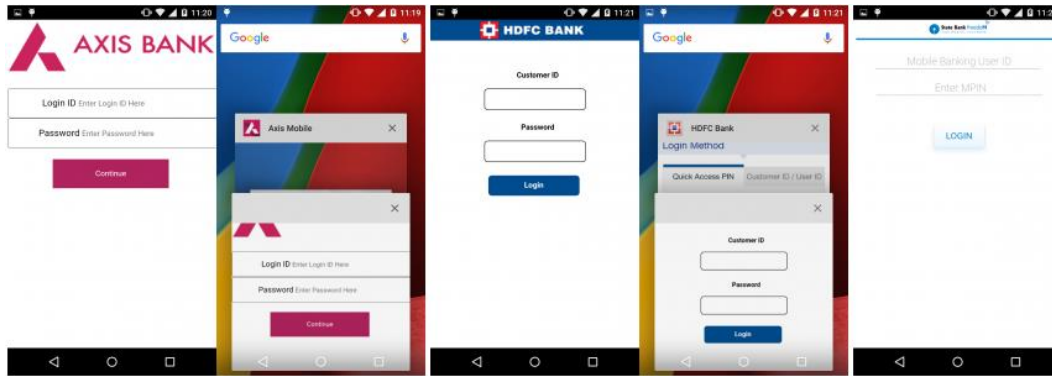 11:20
AXIS BANK
Login ID Enter Login ID Here
Password Enter Password Here
Continue
11:19
Google
Axis Mobile
Login ID Enter Login ID Here
Password Enter Password Here
Continue
11:21
HDFC BANK
Customer ID
Password
Login
11:21
Google
HDFC Bank
Login Method
Quick Access PIN
Customer ID / User ID
Customer ID
Password
Login
State Bank
Mobile Banking User ID
Enter MPIN
LOGIN